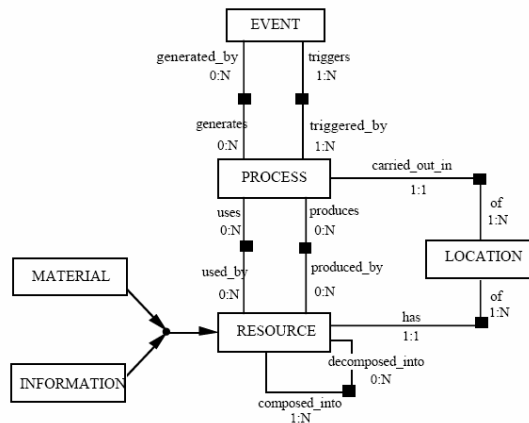 EVENT
generated_by
triggers
0:N
1:N
generates
triggered_by
0:N
1:N
carried_out_in
PROCESS
1:1
uses
produces
of
0:N
0:N
1:N
LOCATION
used_by
produced_by
MATERIAL
0:N
0:N
of
has
1:N
RESOURCE
1:1
decomposed_into
0:N
INFORMATION
composed_into
1:N